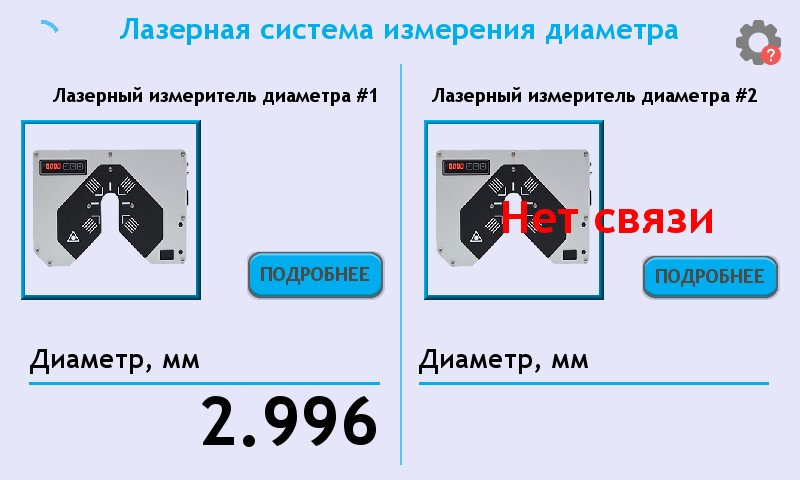 Лазерная система измерения диаметра
?
Лазерный измеритель диаметра #1
ПОДРОБНЕЕ
Диаметр, мм
2.996
Лазерный измеритель диаметра #2
Нет связи
ПОДРОБНЕЕ
Диаметр, мм